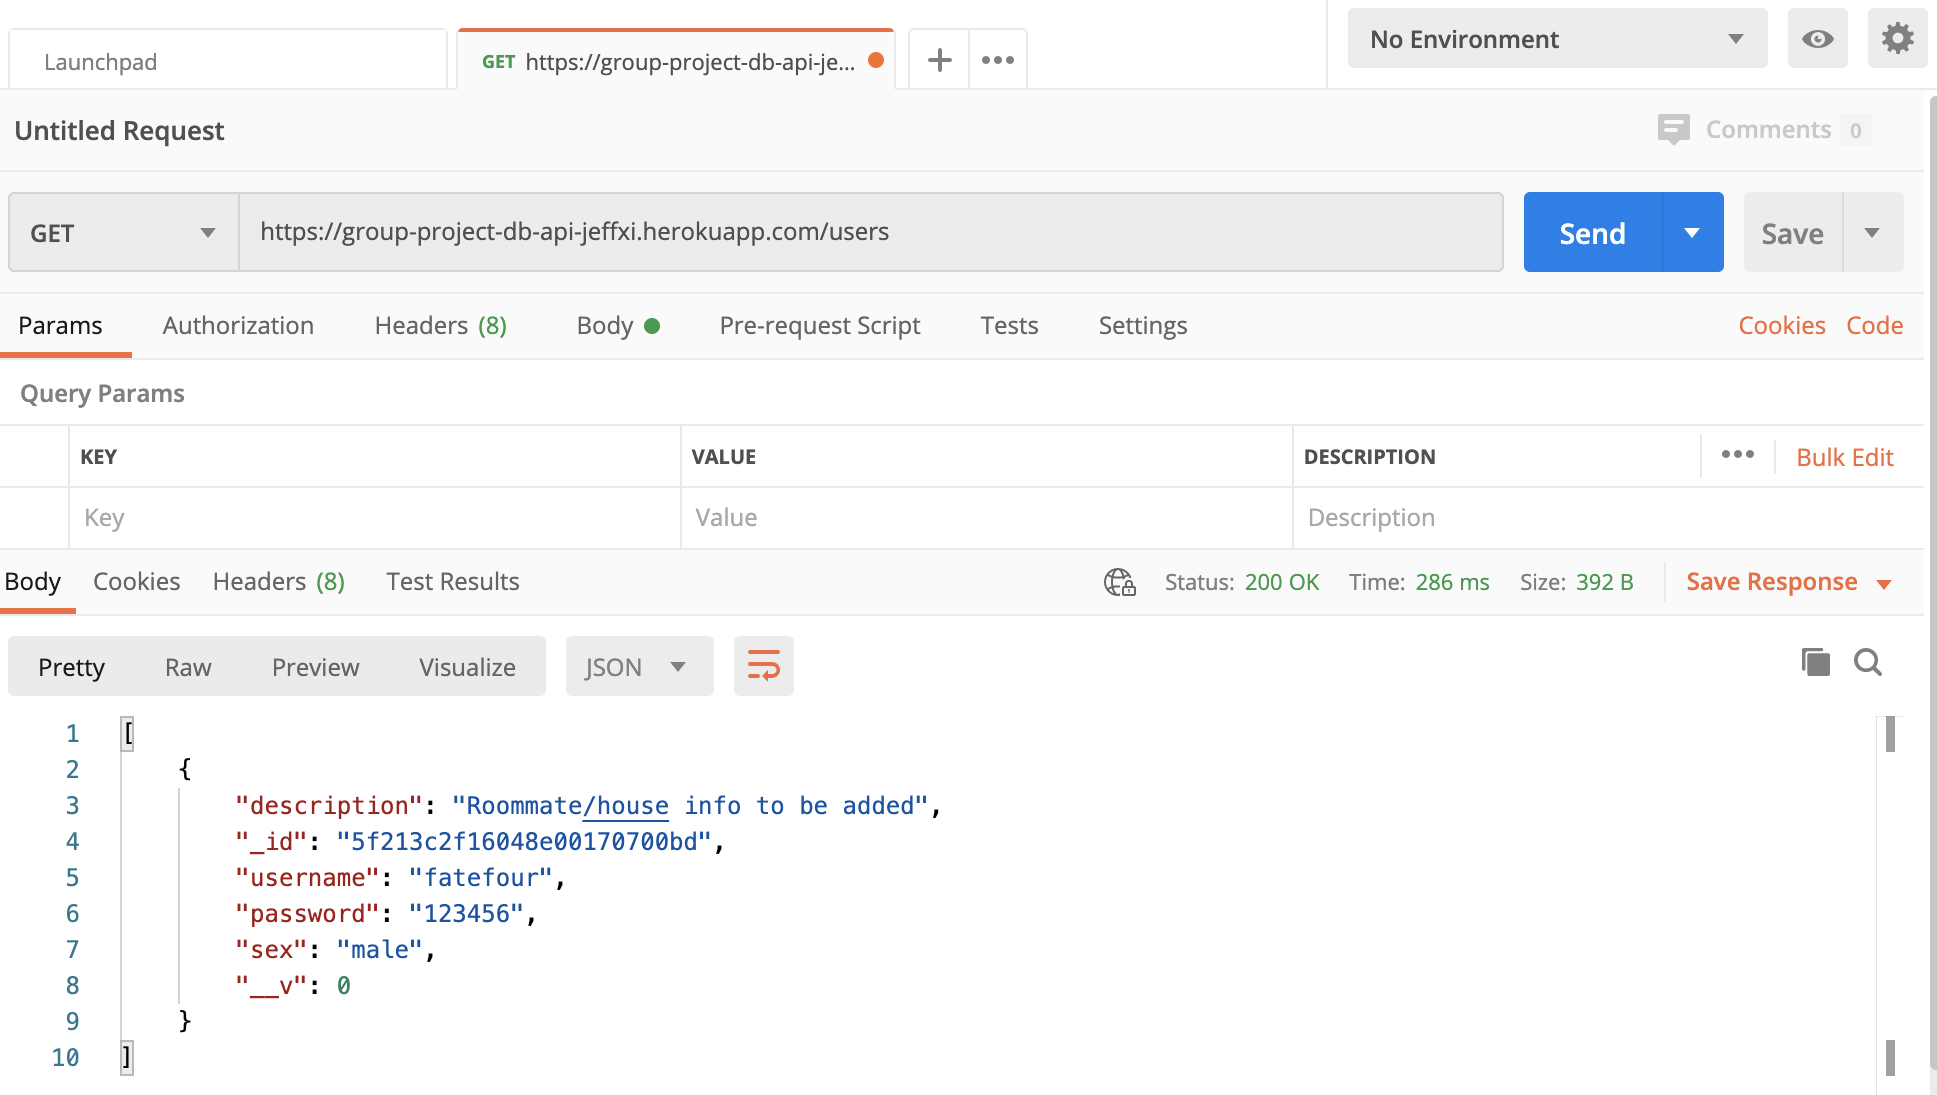 Launchpad
GET https://group-project-db-api-je...
No Environment
Untitled Request
Comments 0
GET https://group-project-db-api-jeffxi.herokuapp.com/users Send Save
Params Authorization Headers (8) Body Pre-request Script Tests Settings Cookies Code
Query Params
KEY VALUE DESCRIPTION Bulk Edit
Key Value Description
Body Cookies Headers (8) Test Results Status: 200 OK Time: 286 ms Size: 392 B Save Response
Pretty Raw Preview Visualize JSON
1 [
2 {
3 "description": "Roommate/house info to be added",
4 "_id": "5f213c2f16048e00170700bd",
5 "username": "fatefour",
6 "password": "123456",
7 "sex": "male",
8 "__v": 0
9 }
10 ]